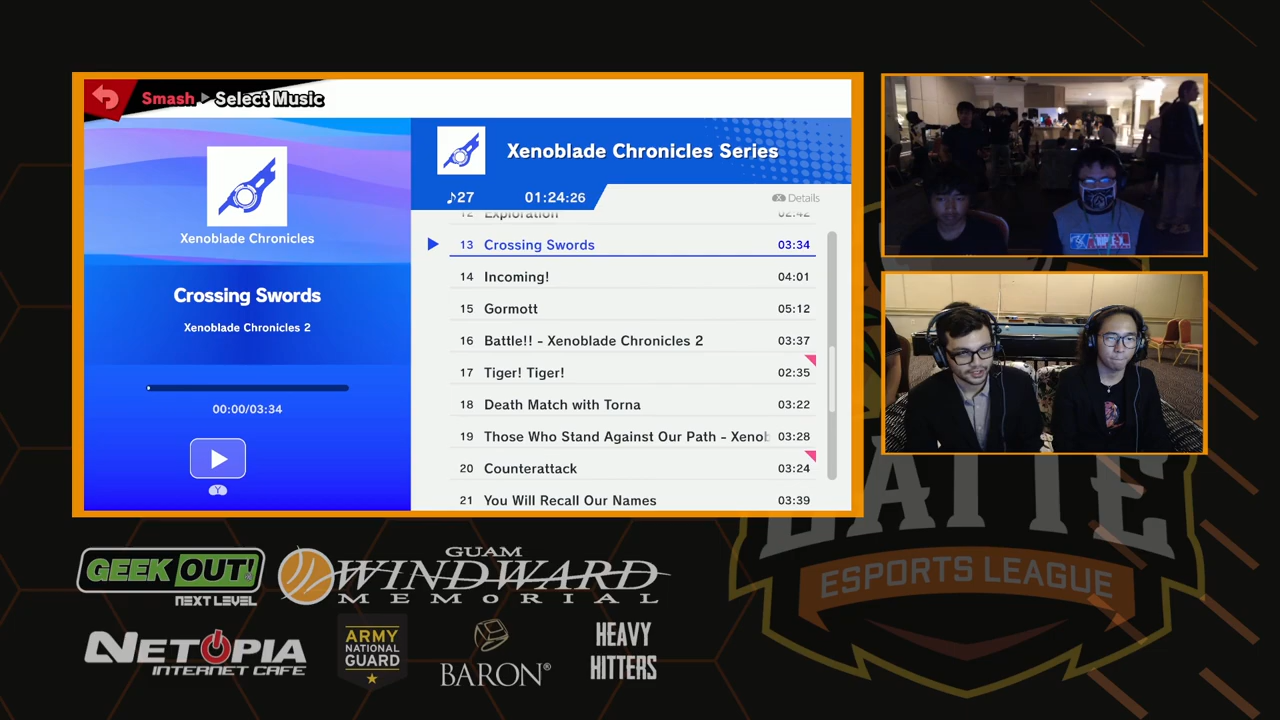 Smash ▶ Select Music
Xenoblade Chronicles
Crossing Swords
Xenoblade Chronicles 2
00:00/03:34
Y
Xenoblade Chronicles Series
♪27 01:24:26
X Details
12 Exploration 02:42
13 Crossing Swords 03:34
14 Incoming! 04:01
15 Gormott 05:12
16 Battle!! - Xenoblade Chronicles 2 03:37
17 Tiger! Tiger! 02:35
18 Death Match with Torna 03:22
19 Those Who Stand Against Our Path - Xenob 03:28
20 Counterattack 03:24
21 You Will Recall Our Names 03:39
GEEK OUT!
NEXT LEVEL
GUAM
WINDWARD
MEMORIAL
NETOPIA
INTERNET CAFE
ARMY
NATIONAL
GUARD
BARON®
HEAVY
HITTERS
LATTE
ESPORTS LEAGUE